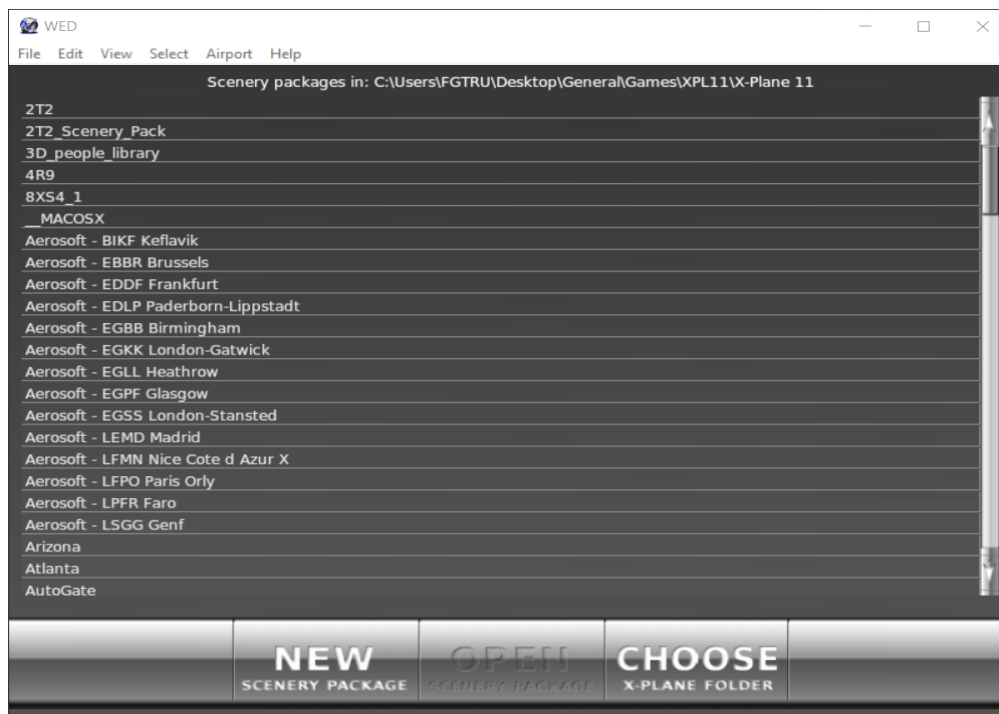 WED
File Edit View Select Airport Help
Scenery packages in: C:\Users\FGTRU\Desktop\General\Games\XPL11\X-Plane 11
2T2
2T2_Scenery_Pack
3D_people_library
4R9
8XS4_1
__MACOSX
Aerosoft - BIKF Keflavik
Aerosoft - EBBR Brussels
Aerosoft - EDDF Frankfurt
Aerosoft - EDLP Paderborn-Lippstadt
Aerosoft - EGBB Birmingham
Aerosoft - EGKK London-Gatwick
Aerosoft - EGLL Heathrow
Aerosoft - EGPF Glasgow
Aerosoft - EGSS London-Stansted
Aerosoft - LEMD Madrid
Aerosoft - LFMN Nice Cote d Azur X
Aerosoft - LFPO Paris Orly
Aerosoft - LPFR Faro
Aerosoft - LSGG Genf
Arizona
Atlanta
AutoGate
NEW OPEN CHOOSE
SCENERY PACKAGE SCENERY PACKAGE X-PLANE FOLDER